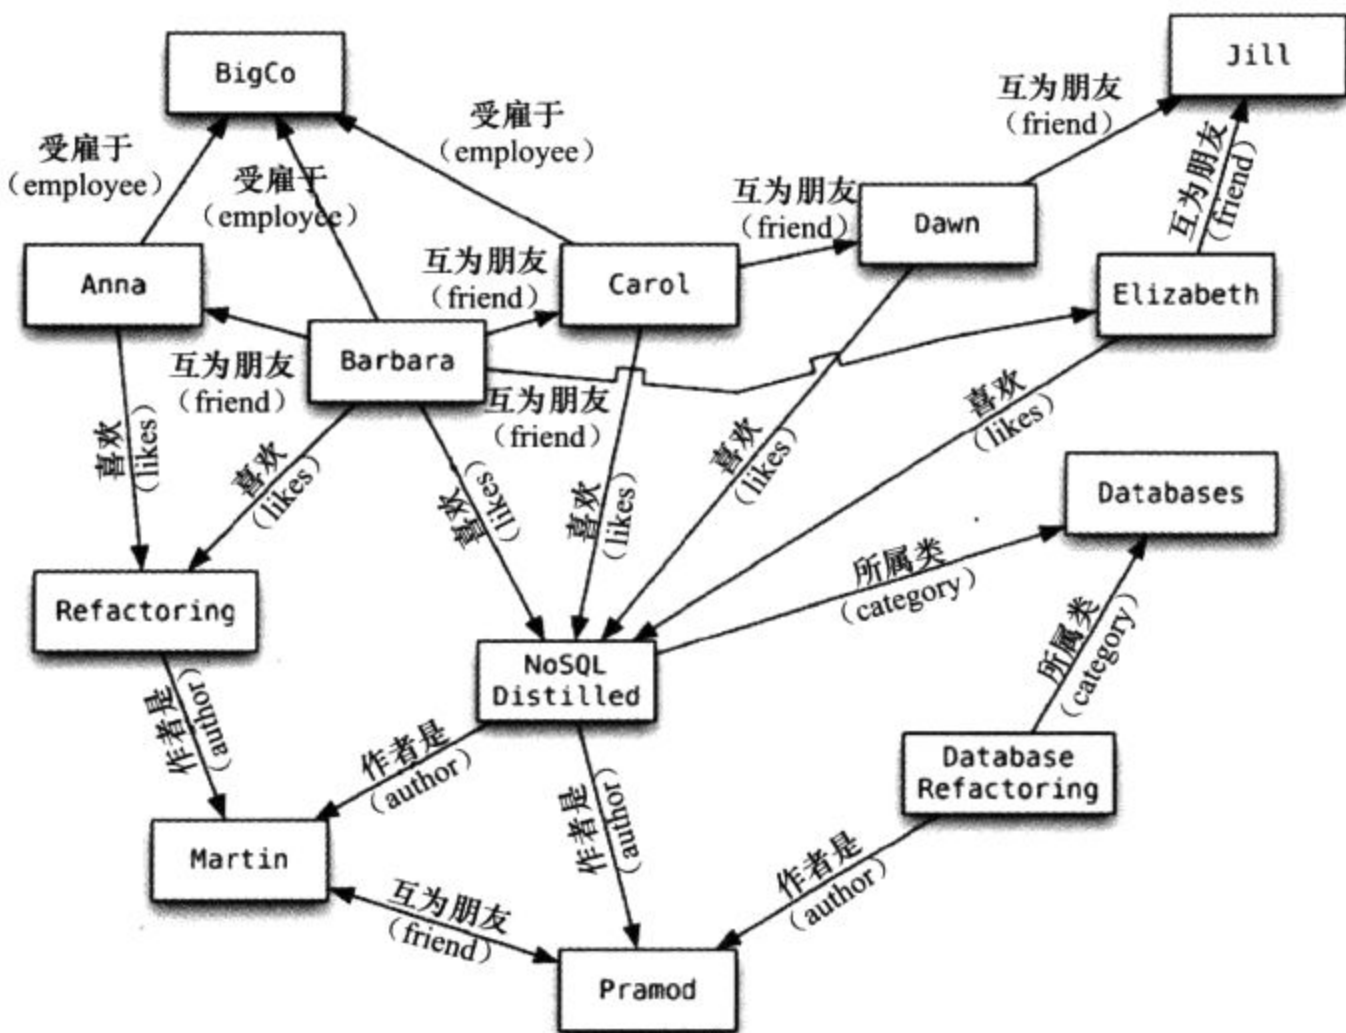 BigCo
Jill
互为朋友
(friend)
受雇于
(employee)
受雇于
(employee)
受雇于
(employee)
互为朋友
(friend)
互为朋友
(friend)
Dawn
Anna
互为朋友
(friend)
Carol
Elizabeth
Barbara
互为朋友
(friend)
互为朋友
(friend)
喜欢
(likes)
喜欢
(likes)
喜欢
(likes)
喜欢
(likes)
喜欢
(likes)
喜欢
(likes)
Databases
所属类
(category)
Refactoring
NoSQL
Distilled
所属类
(category)
作者是
(author)
作者是
(author)
作者是
(author)
Database
Refactoring
Martin
作者是
(author)
互为朋友
(friend)
Pramod